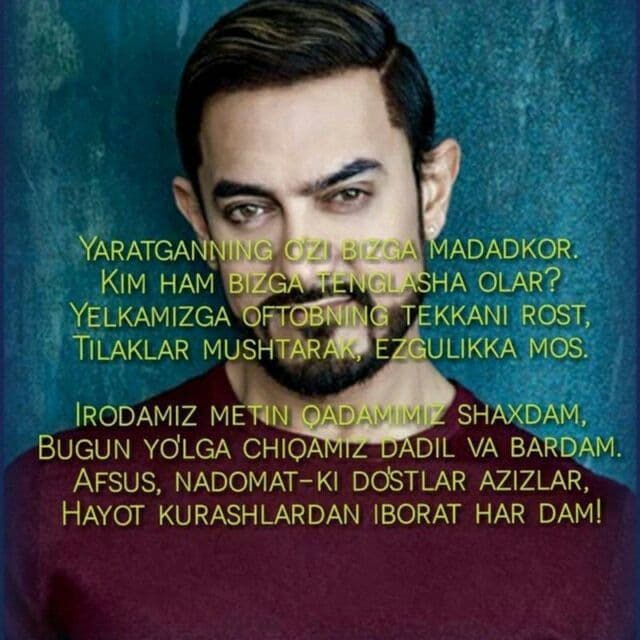 YARATGANNING O'ZI BIZGA MADADKOR.
KIM HAM BIZGA TENGLASHA OLAR?
YELKAMIZGA OFTOBNING TEKKANI ROST,
TILAKLAR MUSHTARAK, EZGULIKKA MOS.
IRODAMIZ METIN QADAMIMIZ SHAXDAM,
BUGUN YO'LGA CHIQAMIZ DADIL VA BARDAM.
AFSUS, NADOMAT-KI DO'STLAR AZIZLAR,
HAYOT KURASHLARDAN IBORAT HAR DAM!